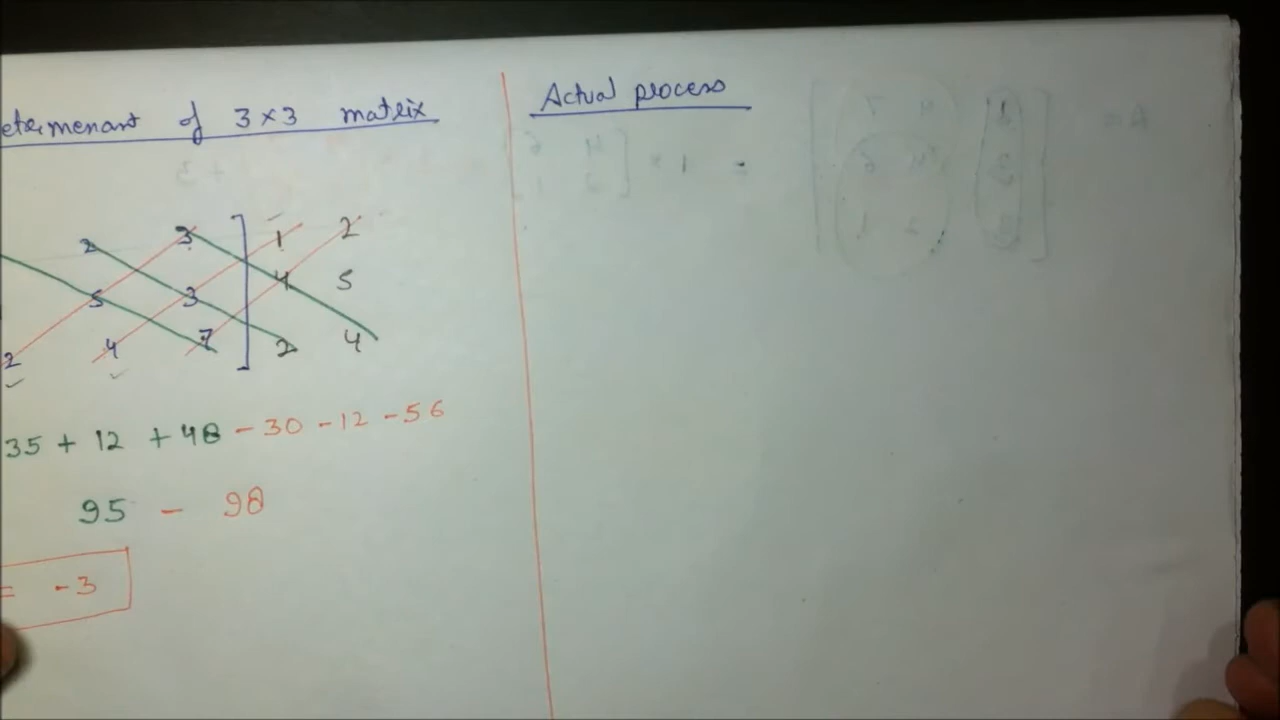 etermenant of 3×3 matrix
2 3 ] 1 2
5 3 4 5
2 4 7 2 4
35 + 12 + 48 - 30 - 12 - 56
95 - 98
= -3
Actual process